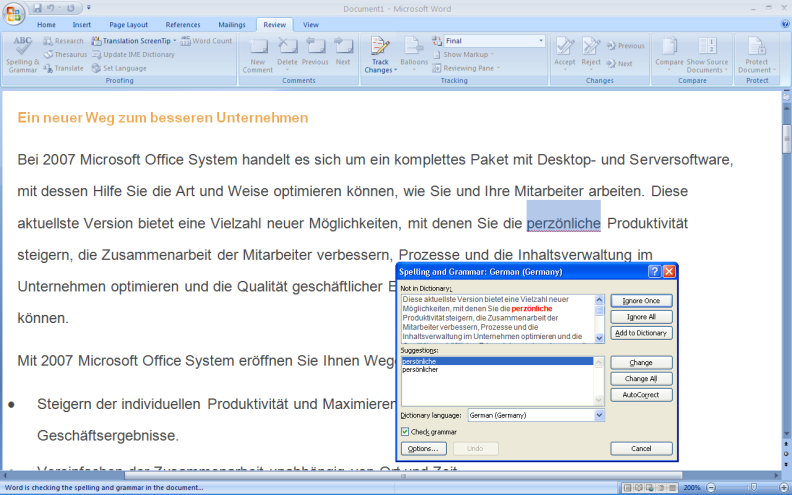 Document1 - Microsoft Word
Home Insert Page Layout References Mailings Review View
ABC Research Translation ScreenTip Word Count
Thesaurus Update IME Dictionary
Spelling & Grammar Translate Set Language
Proofing
New Comment Delete Previous Next
Comments
Track Changes Balloons Final
Show Markup
Reviewing Pane
Tracking
Accept Reject Previous
Next
Changes
Compare Show Source Documents
Compare
Protect Document
Protect
Ein neuer Weg zum besseren Unternehmen
Bei 2007 Microsoft Office System handelt es sich um ein komplettes Paket mit Desktop- und Serversoftware,
mit dessen Hilfe Sie die Art und Weise optimieren können, wie Sie und Ihre Mitarbeiter arbeiten. Diese
aktuellste Version bietet eine Vielzahl neuer Möglichkeiten, mit denen Sie die perzönliche Produktivität
steigern, die Zusammenarbeit der Mitarbeiter verbessern, Prozesse und die Inhaltsverwaltung im
Unternehmen optimieren und die Qualität geschäftlicher
können.
Mit 2007 Microsoft Office System eröffnen Sie Ihnen
• Steigern der individuellen Produktivität und
Geschäftsergebnisse.
Vereinfachen der Zusammenarbeit unabhängig von Ort und Zeit
Spelling and Grammar: German (Germany)
Not in Dictionary:
Diese aktuellste Version bietet eine Vielzahl neuer
Möglichkeiten, mit denen Sie die perzönliche
Produktivität steigern, die Zusammenarbeit der
Mitarbeiter verbessern, Prozesse und die
Inhaltsverwaltung im Unternehmen optimieren und die
Ignore Once
Ignore All
Add to Dictionary
Suggestions:
persönliche
persönlicher
Change
Change All
AutoCorrect
Dictionary language: German (Germany)
Check grammar
Options... Undo Cancel
Word is checking the spelling and grammar in the document... 200%